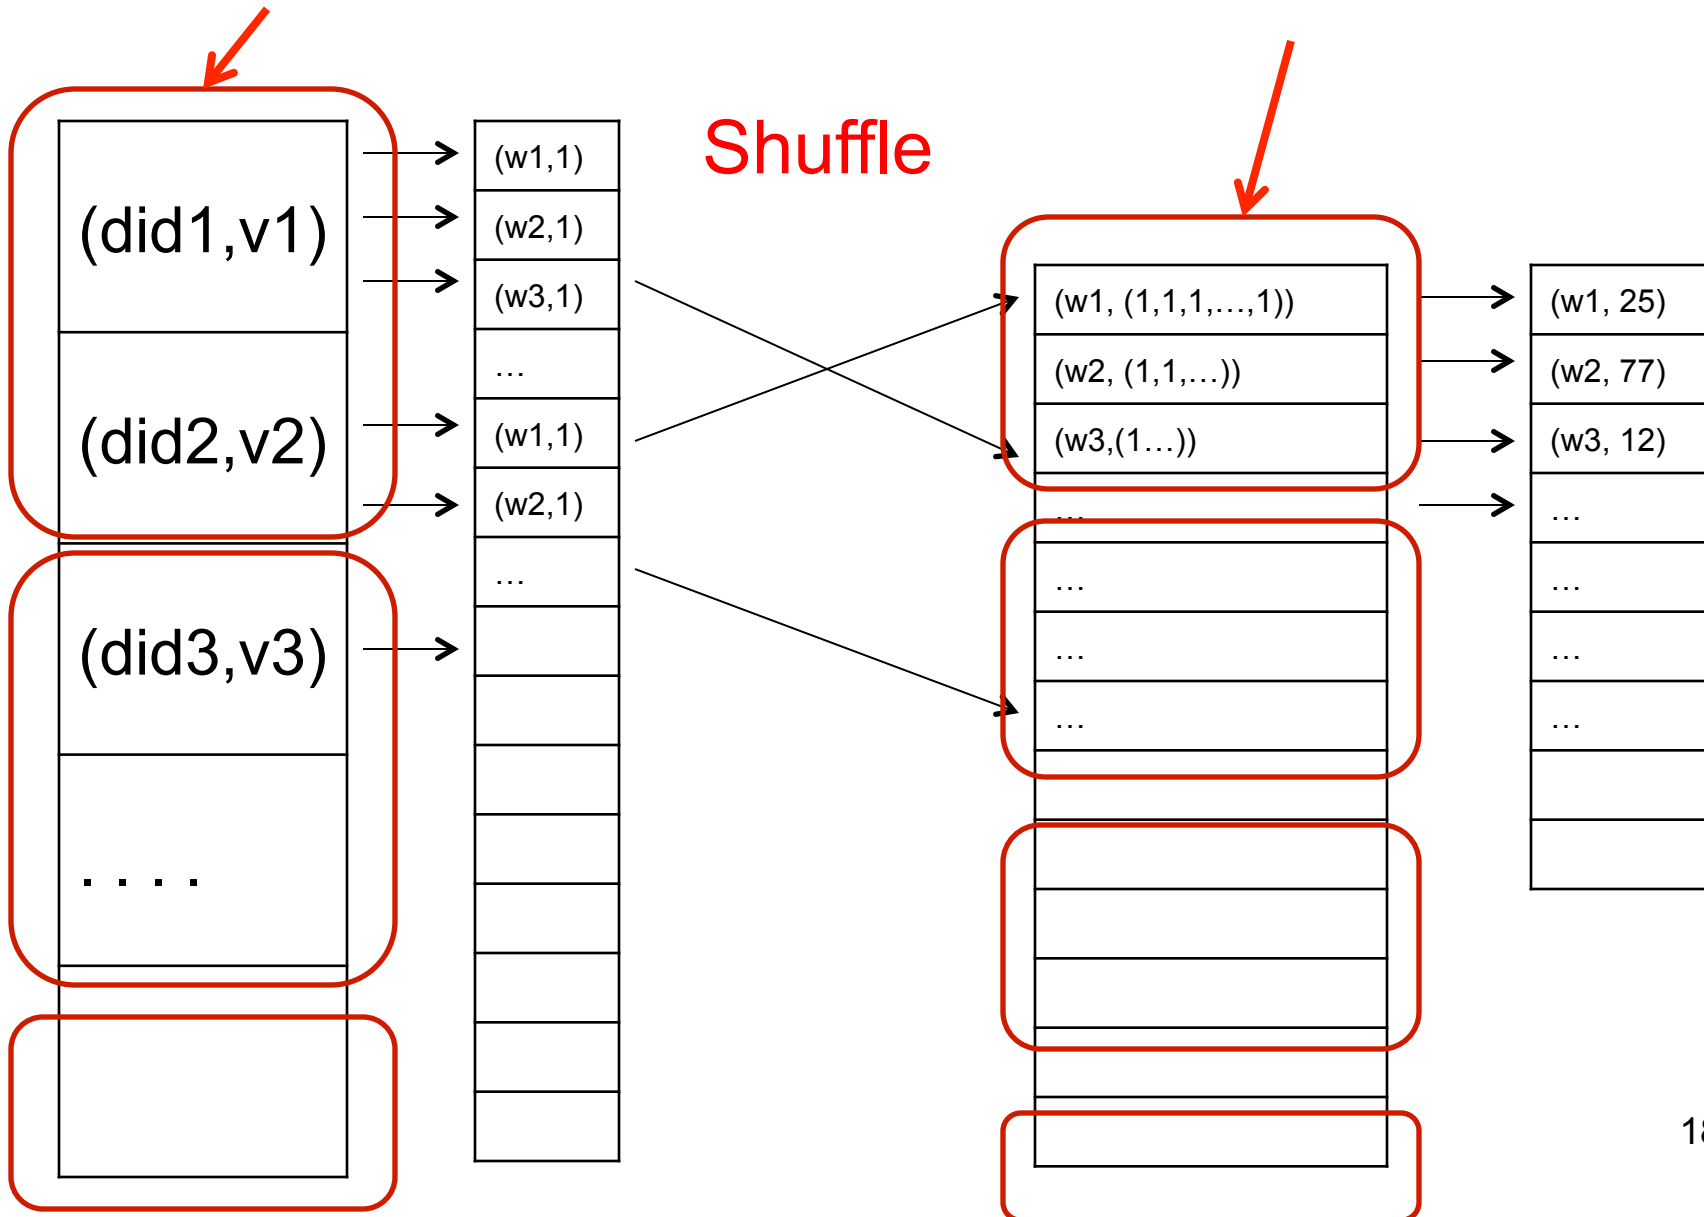 Shuffle
(did1,v1)
(did2,v2)
(did3,v3)
. . . .
(w1,1)
(w2,1)
(w3,1)
…
(w1,1)
(w2,1)
…
(w1, (1,1,1,…,1))
(w2, (1,1,…))
(w3,(1…))
…
…
…
…
(w1, 25)
(w2, 77)
(w3, 12)
…
…
…
…
18